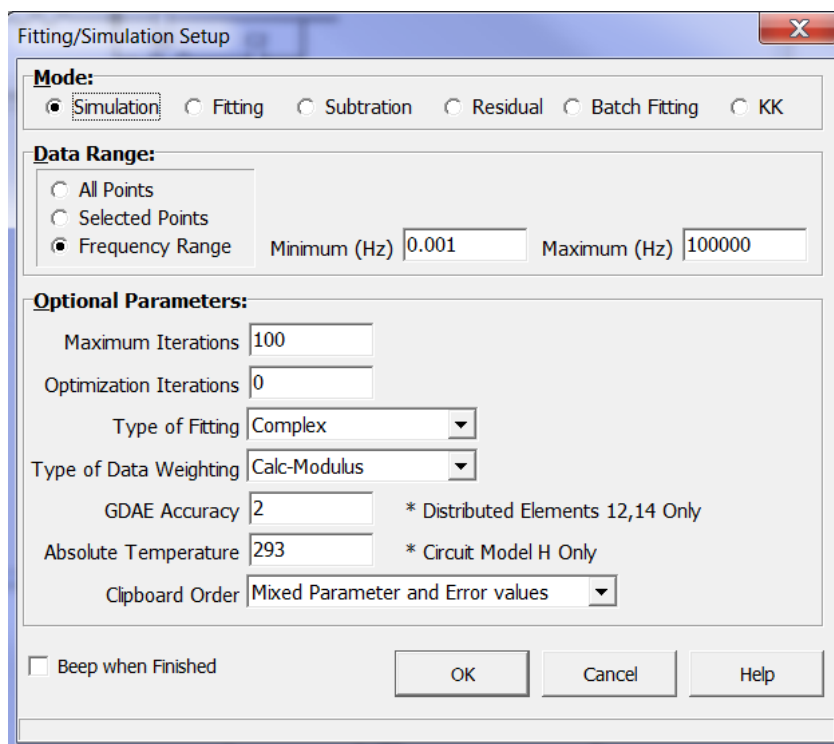 Fitting/Simulation Setup
Mode:
Simulation Fitting Subtration Residual Batch Fitting KK
Data Range:
All Points
Selected Points
Frequency Range Minimum (Hz) 0.001 Maximum (Hz) 100000
Optional Parameters:
Maximum Iterations 100
Optimization Iterations 0
Type of Fitting Complex
Type of Data Weighting Calc-Modulus
GDAE Accuracy 2 * Distributed Elements 12,14 Only
Absolute Temperature 293 * Circuit Model H Only
Clipboard Order Mixed Parameter and Error values
Beep when Finished OK Cancel Help